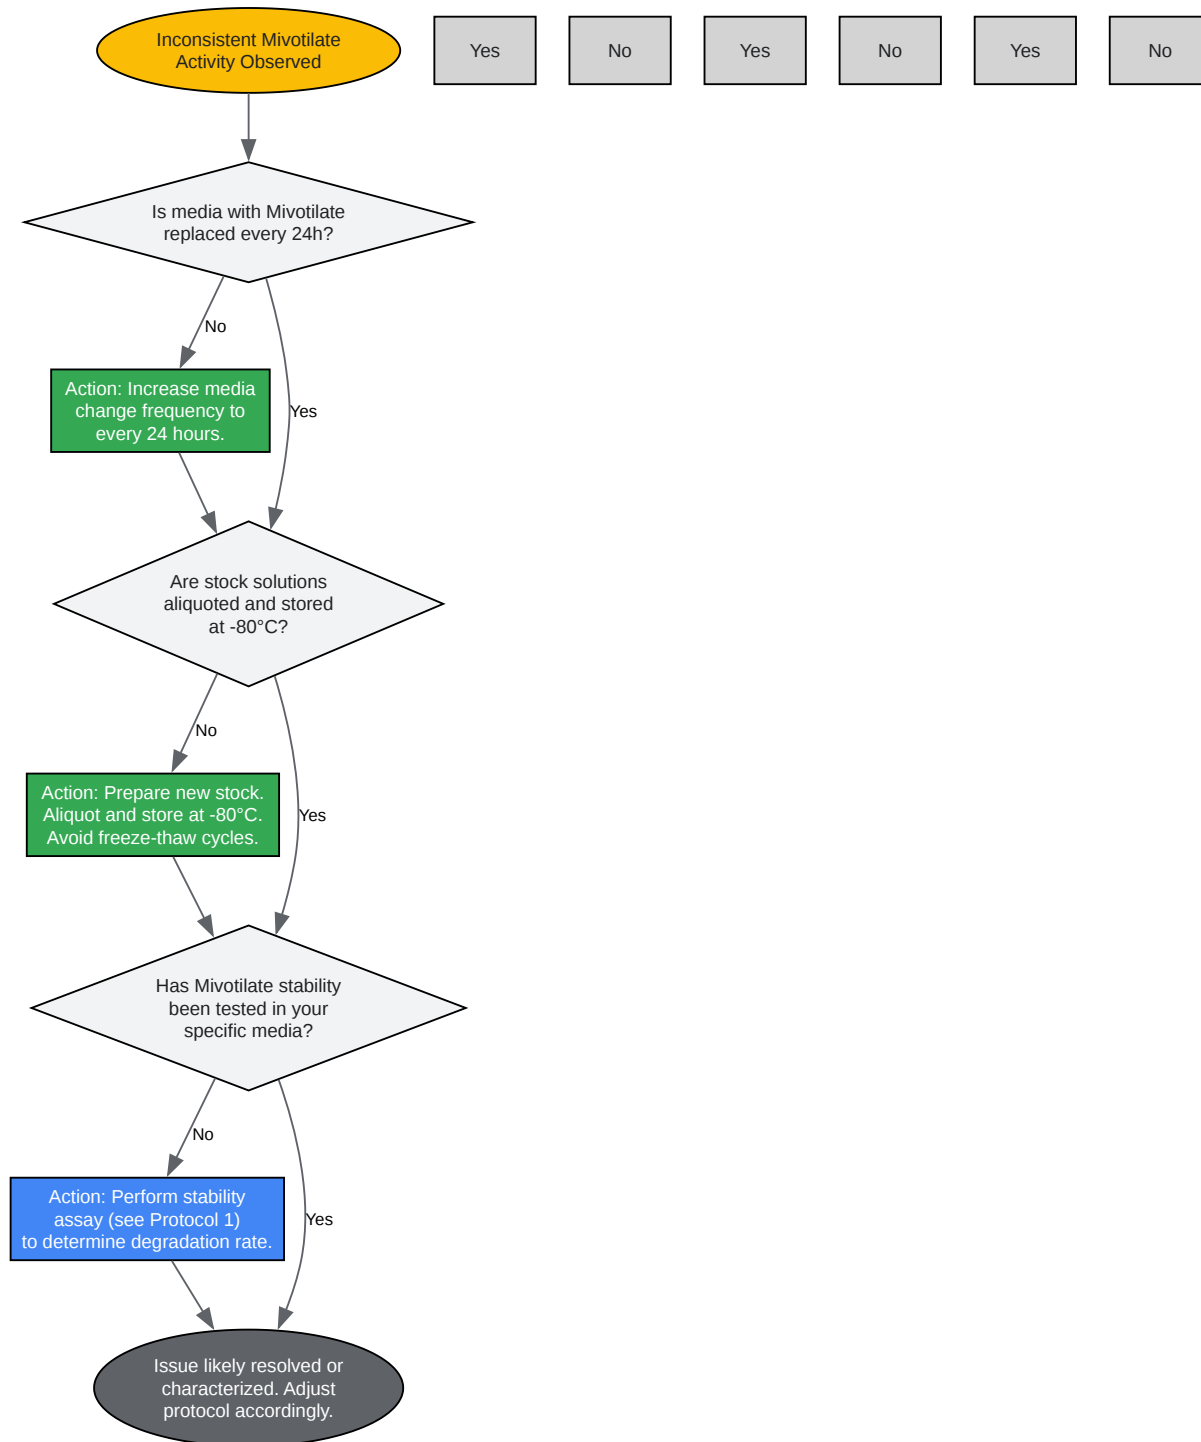 Inconsistent Mivotilate
Activity Observed
Yes
No
Yes
No
Yes
No
Is media with Mivotilate
replaced every 24h?
No
Action: Increase media
change frequency to
every 24 hours.
Yes
Are stock solutions
aliquoted and stored
at -80°C?
No
Action: Prepare new stock.
Aliquot and store at -80°C.
Avoid freeze-thaw cycles.
Yes
Has Mivotilate stability
been tested in your
specific media?
No
Action: Perform stability
assay (see Protocol 1)
to determine degradation rate.
Yes
Issue likely resolved or
characterized. Adjust
protocol accordingly.